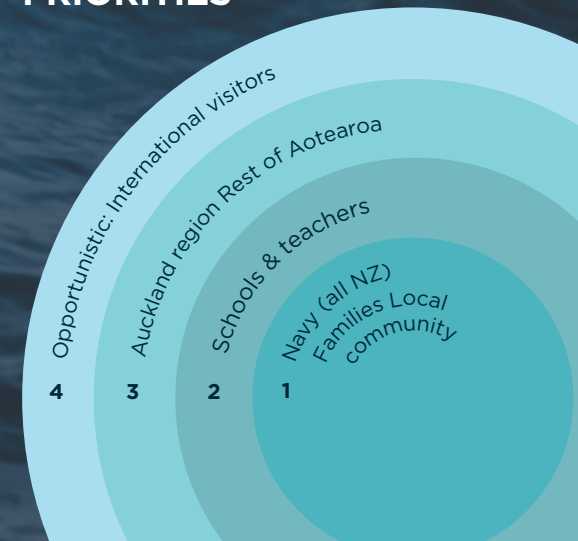 PRIORITIES
Opportunistic: International visitors
4
Auckland region Rest of Aotearoa
3
Schools & teachers
2
Navy (all NZ)
Families Local
community
1